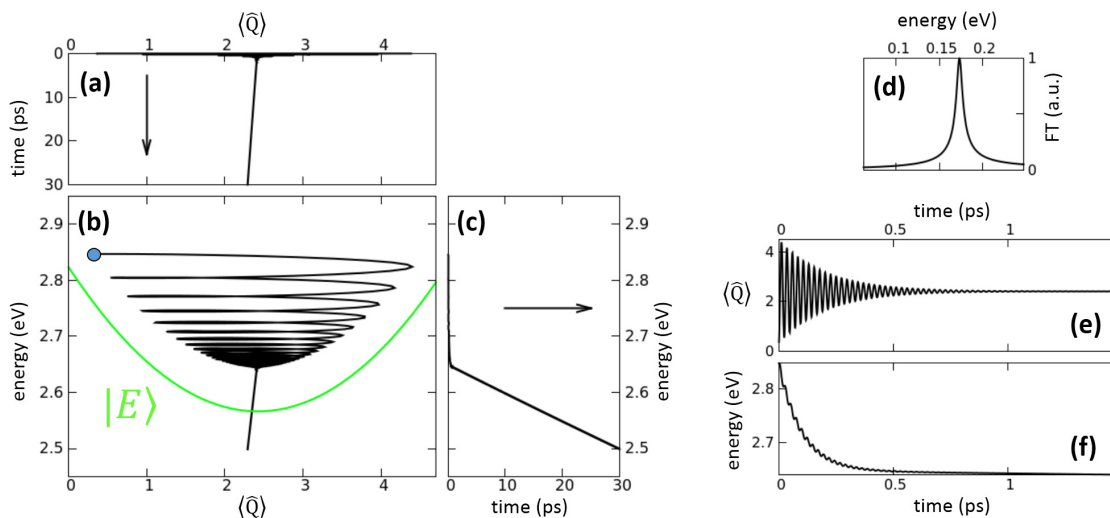 ⟨Q̂⟩
0 1 2 3 4
(a)
time (ps)
0
10
20
30
(b)
energy (eV)
2.9
2.8
2.7
2.6
2.5
|E⟩
0 1 2 3 4
⟨Q̂⟩
(c)
0 10 20 30
time (ps)
2.9
2.8
2.7
2.6
2.5
energy (eV)
energy (eV)
0.1 0.15 0.2
(d)
1
0
FT (a.u.)
time (ps)
0 0.5 1
⟨Q̂⟩
4
2
0
(e)
energy (eV)
2.8
2.7
(f)
0 0.5 1
time (ps)